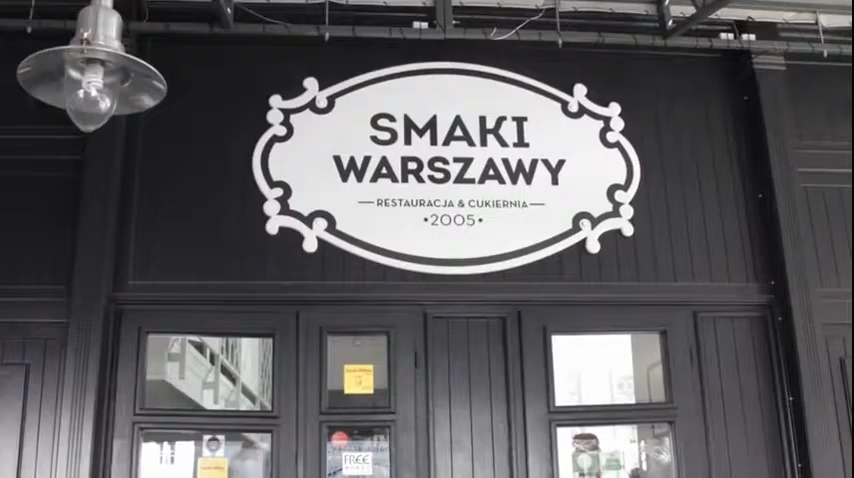 SMAKI
WARSZAWY
RESTAURACJA & CUKIERNIA
•2005•
FREE